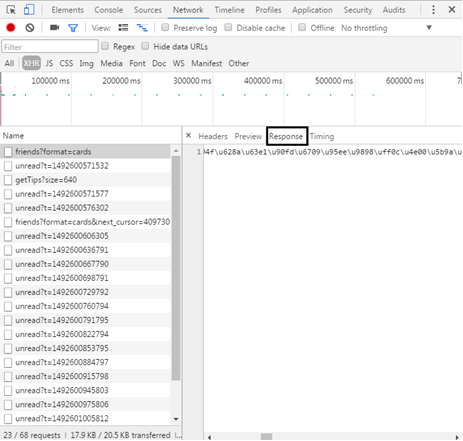 Elements Console Sources Network Timeline Profiles Application Security Audits
View: Preserve log Disable cache Offline No throttling
Filter Regex Hide data URLs
All XHR JS CSS Img Media Font Doc WS Manifest Other
100000 ms 200000 ms 300000 ms 400000 ms 500000 ms 600000 ms 7
Name
× Headers Preview Response Timing
friends?format=cards
unread?t=1492600571532
getTips?size=640
unread?t=1492600571577
unread?t=1492600576302
friends?format=cards&next_cursor=409730
unread?t=1492600606305
unread?t=1492600636791
unread?t=1492600667790
unread?t=1492600698791
unread?t=1492600729792
unread?t=1492600760794
unread?t=1492600791795
unread?t=1492600822794
unread?t=1492600853795
unread?t=1492600884797
unread?t=1492600915798
unread?t=1492600945803
unread?t=1492600975806
unread?t=1492601005812
1 04f\u628a\u63e1\u90fd\u6709\u95ee\u9898\uff0c\u4e00\u5b9a\
23 / 68 requests | 17.9 KB / 20.5 KB transferred |